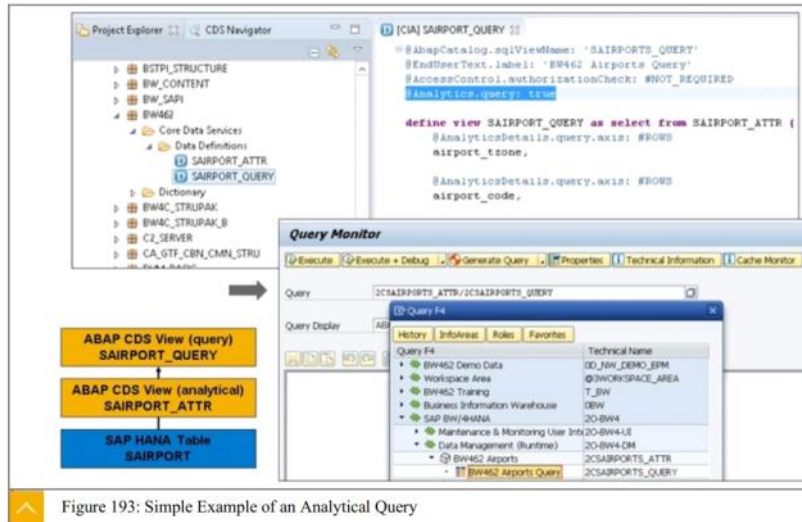 Project Explorer
CDS Navigator
BSTPI_STRUCTURE
BW_CONTENT
BW_SAPI
BW462
Core Data Services
Data Definitions
SAIRPORT_ATTR
SAIRPORT_QUERY
Dictionary
BW4C_STRUPAK
BW4C_STRUPAK_B
C2_SERVER
CA_GTF_CBN_CMN_STRU
[CIA] SAIRPORT_QUERY
@AbapCatalog.sqlViewName: 'SAIRPORTS_QUERY'
@EndUserText.label: 'BW462 Airports Query'
@AccessControl.authorizationCheck: #NOT_REQUIRED
@Analytics.query: true
define view SAIRPORT_QUERY as select from SAIRPORT_ATTR {
@AnalyticsDetails.query.axis: #ROWS
airport_tzone,
@AnalyticsDetails.query.axis: #ROWS
airport_code,
Query Monitor
Execute Execute + Debug Generate Query Properties Technical Information Cache Monitor
Query 2CSAIRPORTS_ATTR/2CSAIRPORTS_QUERY
Query Display
Query F4
History InfoAreas Roles Favorites
Query F4 Technical Name
BW462 Demo Data 0D_NW_DEMO_EPM
Workspace Area @3WORKSPACE_AREA
BW462 Training T_BW
Business Information Warehouse 0BW
SAP BW/4HANA 2O-BW4
Maintenance & Monitoring User Inte 2O-BW4-UI
Data Management (Runtime) 2O-BW4-DM
BW462 Airports 2CSAIRPORTS_ATTR
BW462 Airports Query 2CSAIRPORTS_QUERY
ABAP CDS View (query)
SAIRPORT_QUERY
ABAP CDS View (analytical)
SAIRPORT_ATTR
SAP HANA Table
SAIRPORT
Figure 193: Simple Example of an Analytical Query